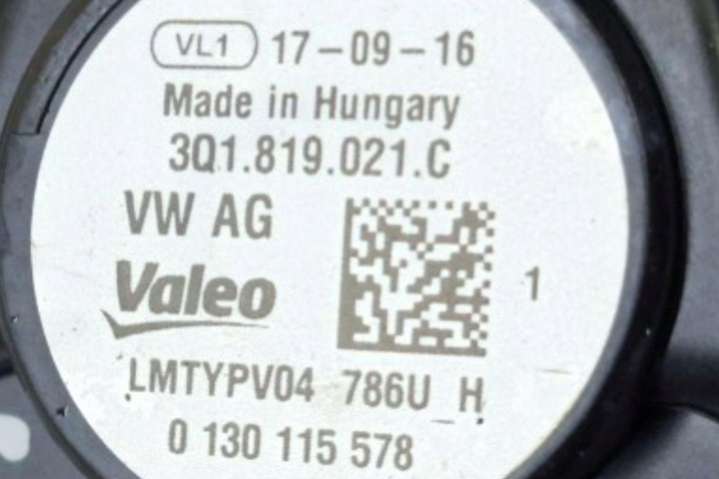 VL1 17-09-16
Made in Hungary
3Q1.819.021.C
VW AG
Valeo
1
LMTYPV04 786U_H
0 130 115 578